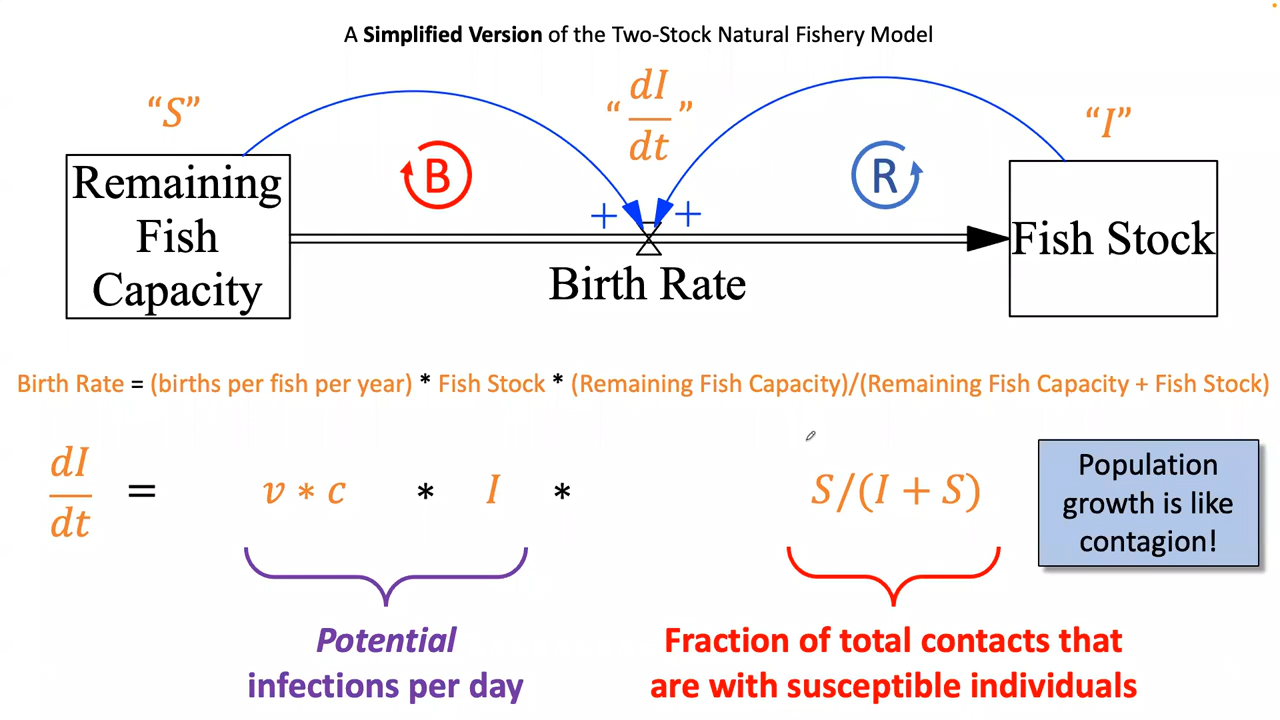 A Simplified Version of the Two-Stock Natural Fishery Model
“S”
“dI/dt”
“I”
Remaining
Fish
Capacity
B
R
+
+
Fish Stock
Birth Rate
Birth Rate = (births per fish per year) * Fish Stock * (Remaining Fish Capacity)/(Remaining Fish Capacity + Fish Stock)
dI/dt = v * c * I * S/(I + S)
Population
growth is like
contagion!
Potential
infections per day
Fraction of total contacts that
are with susceptible individuals